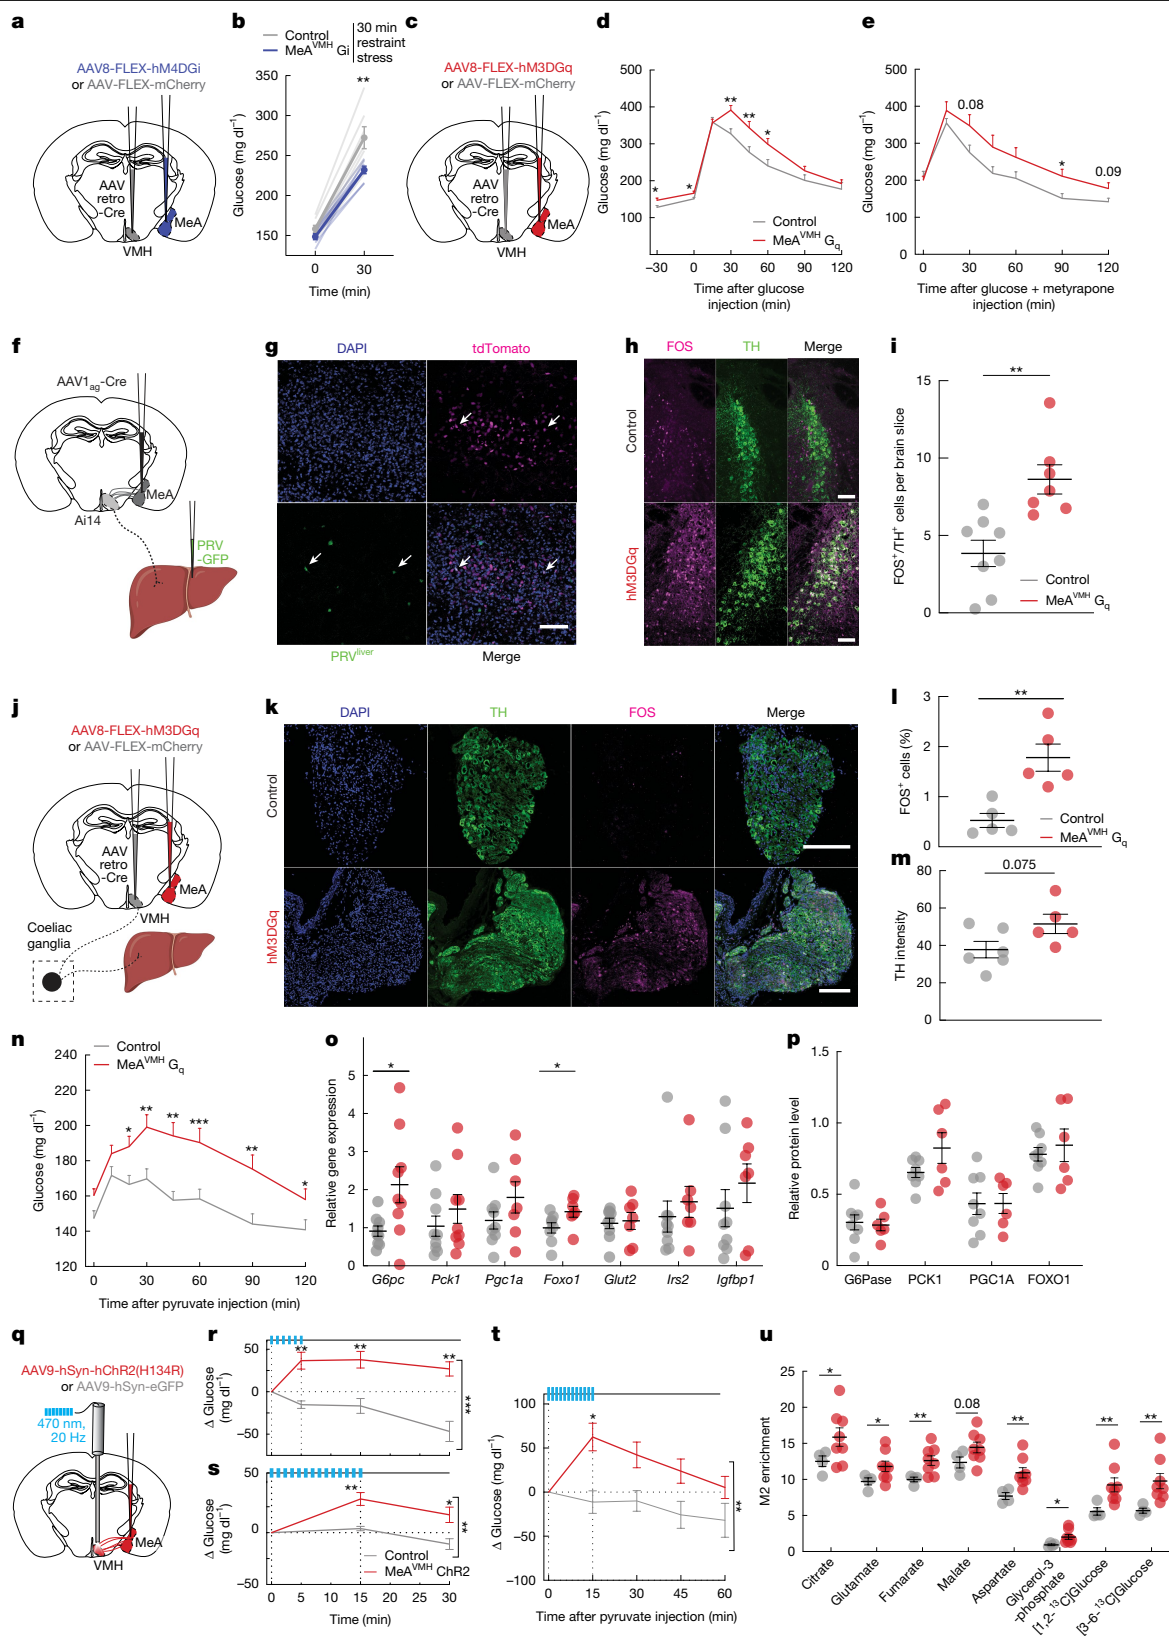 a
AAV8-FLEX-hM4DGi
or AAV-FLEX-mCherry
AAV
retro
-Cre
MeA
VMH
b
Control
MeA^VMH Gi
30 min
restraint
stress
Glucose (mg dl⁻¹)
350
300
250
200
150
**
0
30
Time (min)
c
AAV8-FLEX-hM3DGq
or AAV-FLEX-mCherry
AAV
retro
-Cre
MeA
VMH
d
Glucose (mg dl⁻¹)
500
400
300
200
100
0
*
*
**
**
*
Control
MeA^VMH G_q
−30
0
30
60
90
120
Time after glucose
injection (min)
e
Glucose (mg dl⁻¹)
500
400
300
200
100
0
0.08
*
0.09
0
30
60
90
120
Time after glucose + metyrapone
injection (min)
f
AAV1_ag-Cre
MeA
Ai14
PRV
-GFP
g
DAPI
tdTomato
PRV^liver
Merge
h
FOS
TH
Merge
Control
hM3DGq
i
FOS⁺/TH⁺ cells per brain slice
15
10
5
0
**
Control
MeA^VMH G_q
j
AAV8-FLEX-hM3DGq
or AAV-FLEX-mCherry
AAV
retro
-Cre
MeA
VMH
Coeliac
ganglia
k
DAPI
TH
FOS
Merge
Control
hM3DGq
l
FOS⁺ cells (%)
3
2
1
0
**
Control
MeA^VMH G_q
m
TH intensity
80
60
40
20
0
0.075
n
Control
MeA^VMH G_q
Glucose (mg dl⁻¹)
240
220
200
180
160
140
120
*
**
**
***
**
*
0
30
60
90
120
Time after pyruvate injection (min)
o
Relative gene expression
5
4
3
2
1
0
*
*
G6pc
Pck1
Pgc1a
Foxo1
Glut2
Irs2
Igfbp1
p
Relative protein level
1.5
1.0
0.5
0
G6Pase
PCK1
PGC1A
FOXO1
q
AAV9-hSyn-hChR2(H134R)
or AAV9-hSyn-eGFP
470 nm,
20 Hz
MeA
VMH
r
Δ Glucose
(mg dl⁻¹)
50
0
−50
**
**
**
***
s
Δ Glucose
(mg dl⁻¹)
50
0
−50
**
*
**
Control
MeA^VMH ChR2
0
5
10
15
20
25
30
Time (min)
t
Δ Glucose (mg dl⁻¹)
100
50
0
−50
−100
*
**
0
15
30
45
60
Time after pyruvate injection (min)
u
M2 enrichment
25
20
15
10
5
0
*
*
**
0.08
**
*
**
**
Citrate
Glutamate
Fumarate
Malate
Aspartate
Glycerol-3
-phosphate
[1,2-¹³C]Glucose
[3-6-¹³C]Glucose